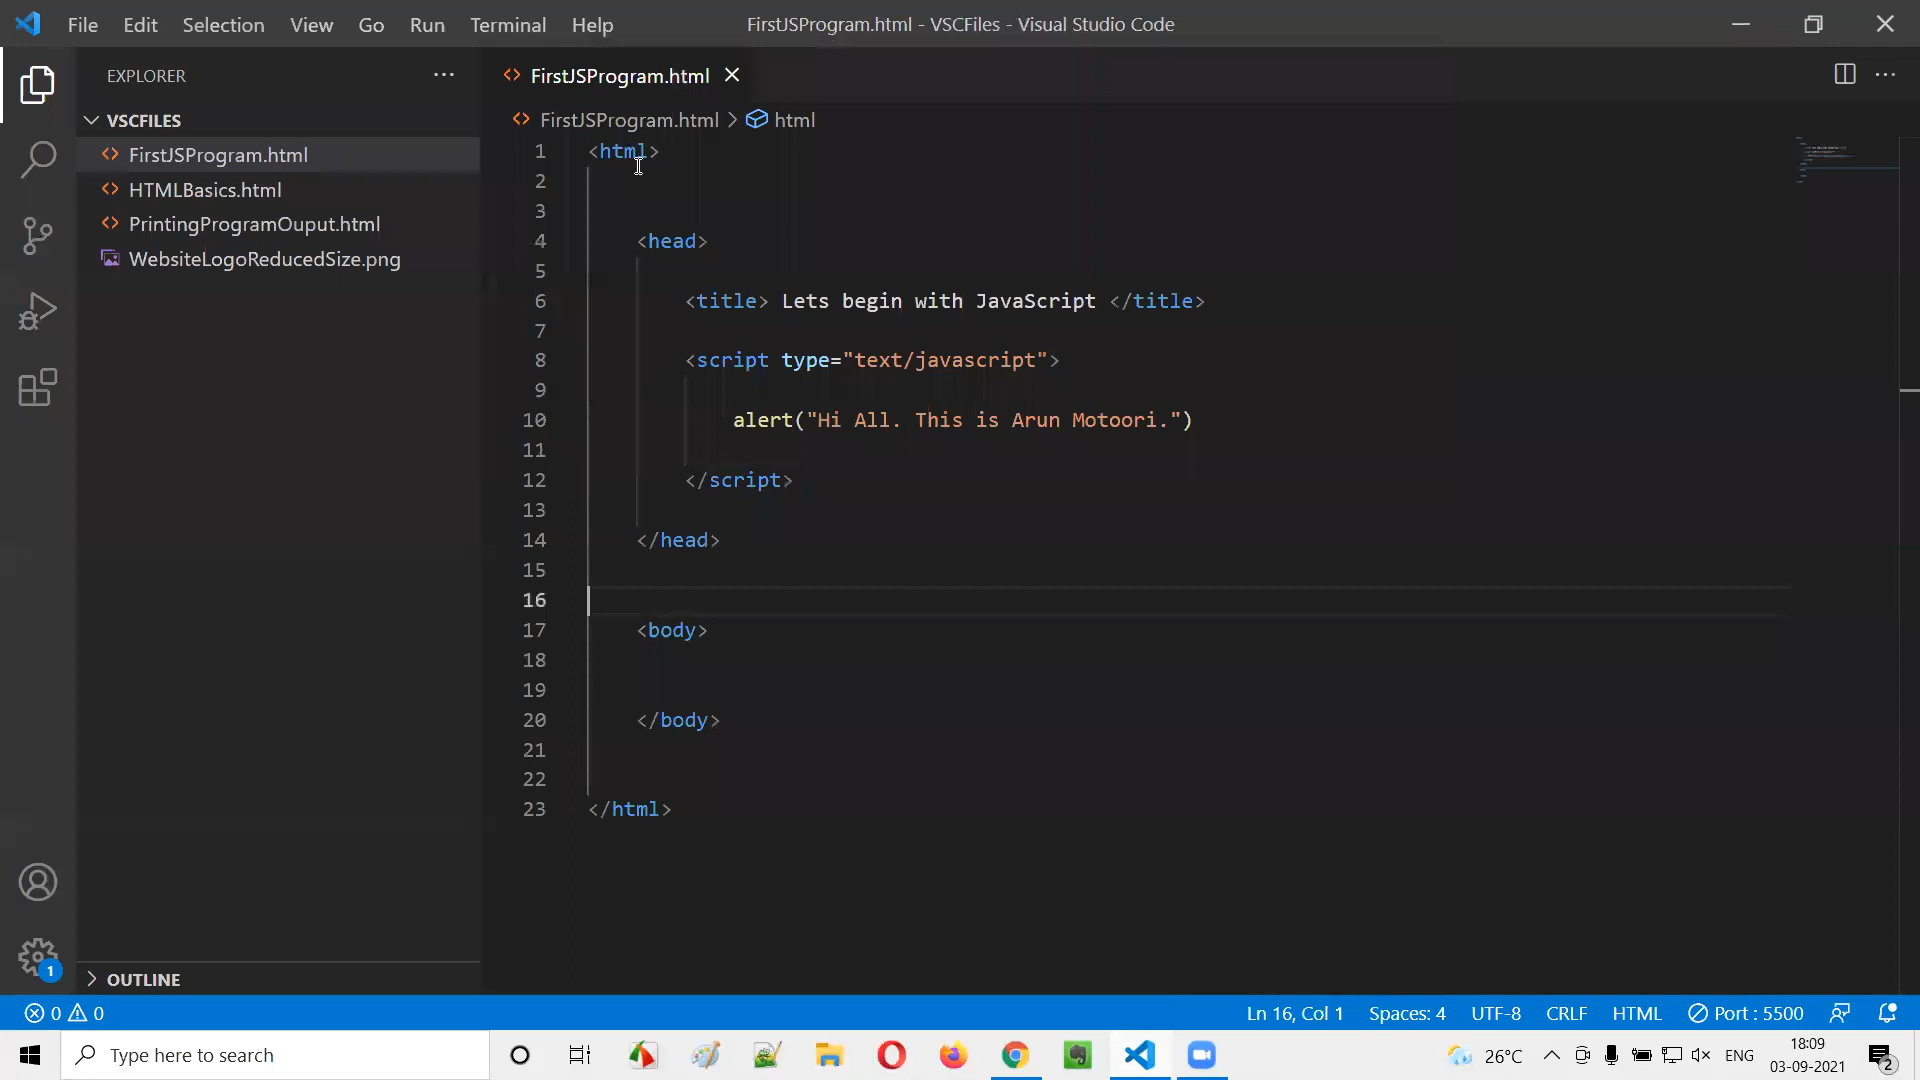 File Edit Selection View Go Run Terminal Help
FirstJSProgram.html - VSCFiles - Visual Studio Code
EXPLORER
VSCFILES
FirstJSProgram.html
HTMLBasics.html
PrintingProgramOuput.html
WebsiteLogoReducedSize.png
OUTLINE
FirstJSProgram.html
FirstJSProgram.html > html
1 <html>
2
3
4 <head>
5
6 <title> Lets begin with JavaScript </title>
7
8 <script type="text/javascript">
9
10 alert("Hi All. This is Arun Motoori.")
11
12 </script>
13
14 </head>
15
16
17 <body>
18
19
20 </body>
21
22
23 </html>
1
0 0
Ln 16, Col 1 Spaces: 4 UTF-8 CRLF HTML Port : 5500
Type here to search
26°C ENG
18:09
03-09-2021
2